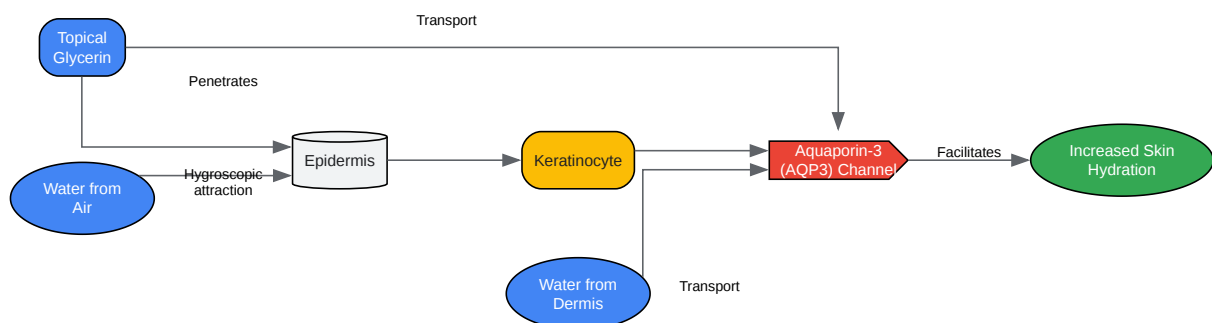 Transport
Topical
Glycerin
Penetrates
Epidermis
Keratinocyte
Aquaporin-3
(AQP3) Channel
Facilitates
Increased Skin
Hydration
Water from
Air
Hygroscopic
attraction
Water from
Dermis
Transport